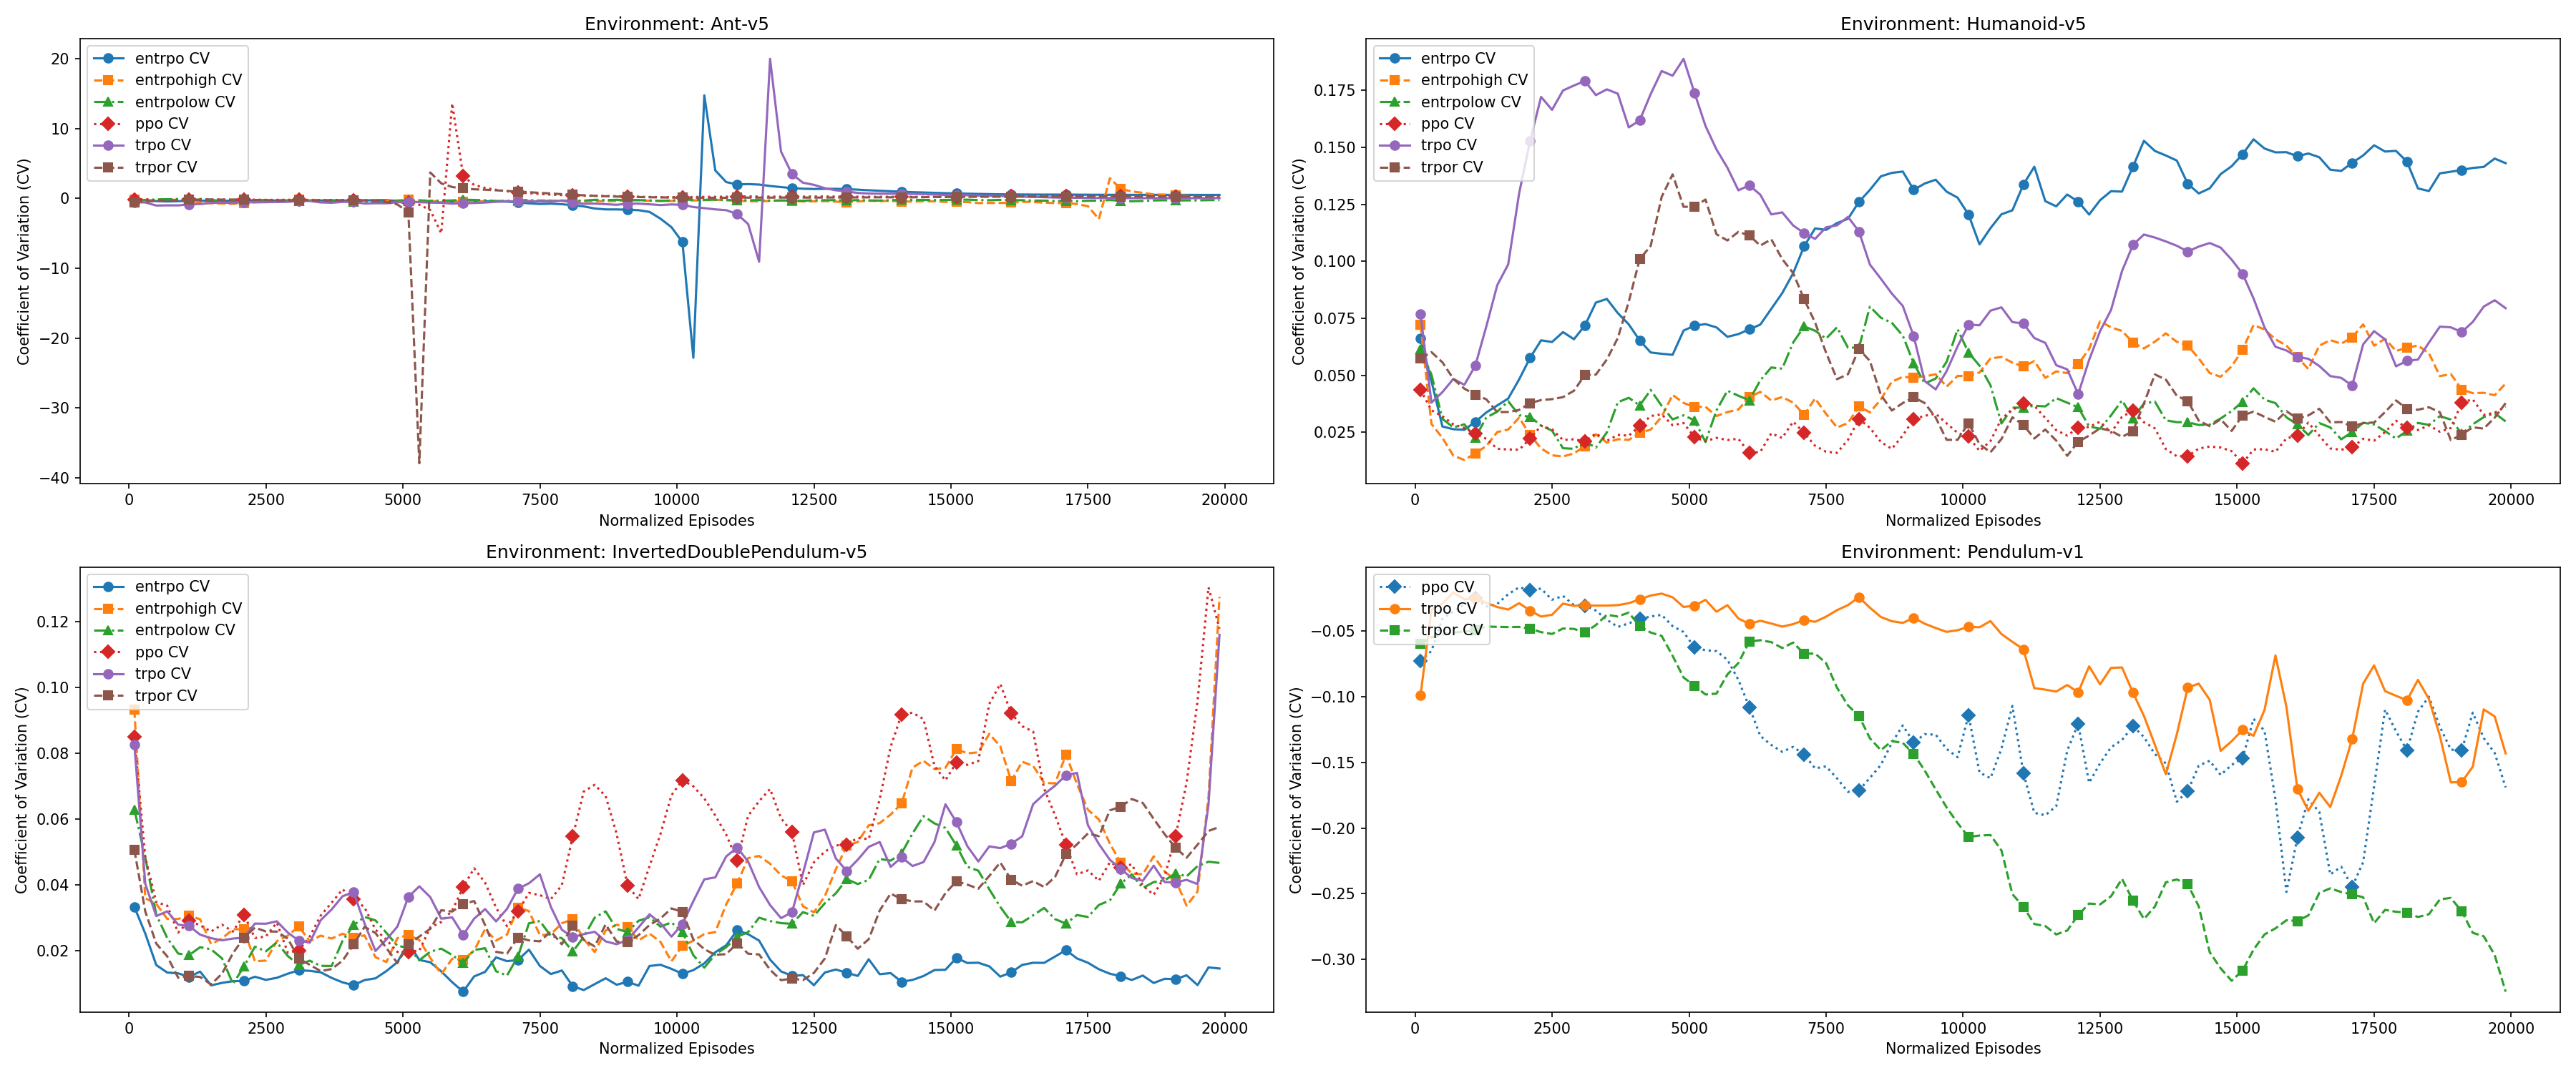 Environment: Ant-v5
Coefficient of Variation (CV)
20
10
0
−10
−20
−30
−40
entrpo CV
entrpohigh CV
entrpolow CV
ppo CV
trpo CV
trpor CV
0 2500 5000 7500 10000 12500 15000 17500 20000
Normalized Episodes
Environment: Humanoid-v5
Coefficient of Variation (CV)
0.175
0.150
0.125
0.100
0.075
0.050
0.025
entrpo CV
entrpohigh CV
entrpolow CV
ppo CV
trpo CV
trpor CV
0 2500 5000 7500 10000 12500 15000 17500 20000
Normalized Episodes
Environment: InvertedDoublePendulum-v5
Coefficient of Variation (CV)
0.12
0.10
0.08
0.06
0.04
0.02
entrpo CV
entrpohigh CV
entrpolow CV
ppo CV
trpo CV
trpor CV
0 2500 5000 7500 10000 12500 15000 17500 20000
Normalized Episodes
Environment: Pendulum-v1
Coefficient of Variation (CV)
−0.05
−0.10
−0.15
−0.20
−0.25
−0.30
ppo CV
trpo CV
trpor CV
0 2500 5000 7500 10000 12500 15000 17500 20000
Normalized Episodes